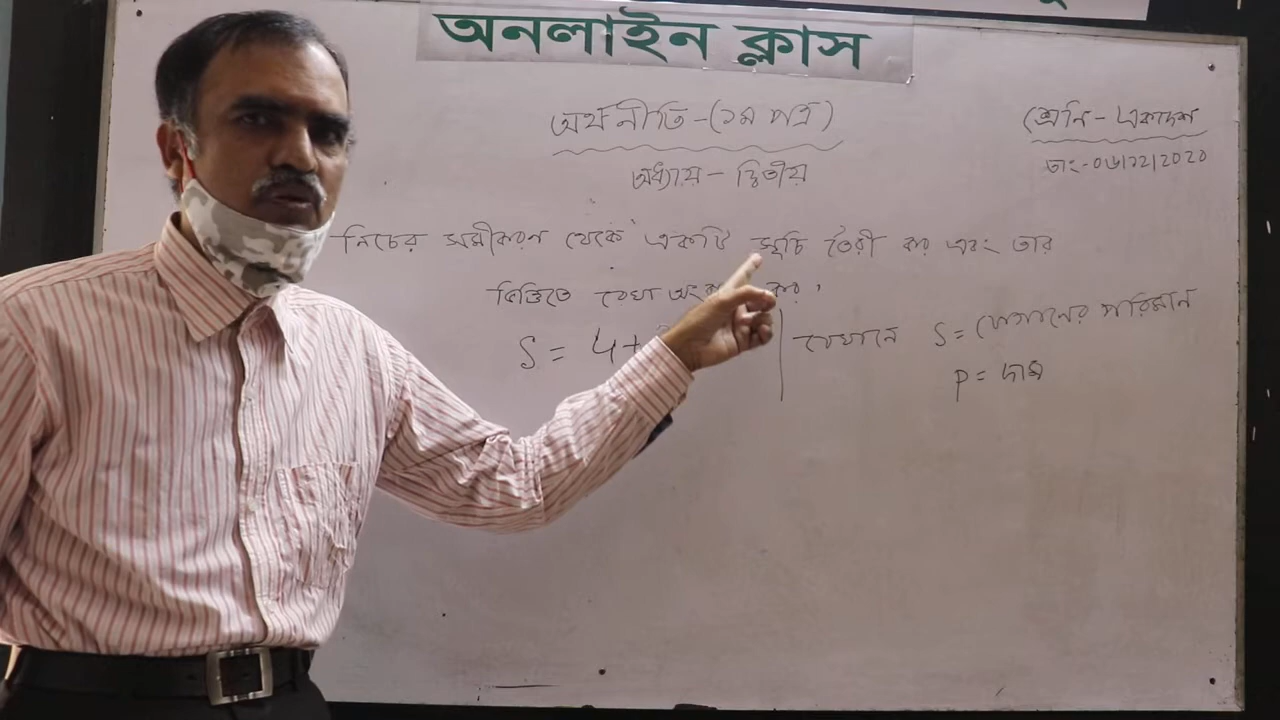 অনলাইন ক্লাস
অর্থনীতি-(১ম পত্র)
শ্রেনি - একাদশ
অধ্যায় - দ্বিতীয়
তাং-০৬/১২/২০২০
নিচের সমীকরণ থেকে একটি সূচি তৈরী কর এবং তার
ভিত্তিতে রেখা কর।
S = 4+
যেখানে S = যোগানের পরিমান
P = দাম